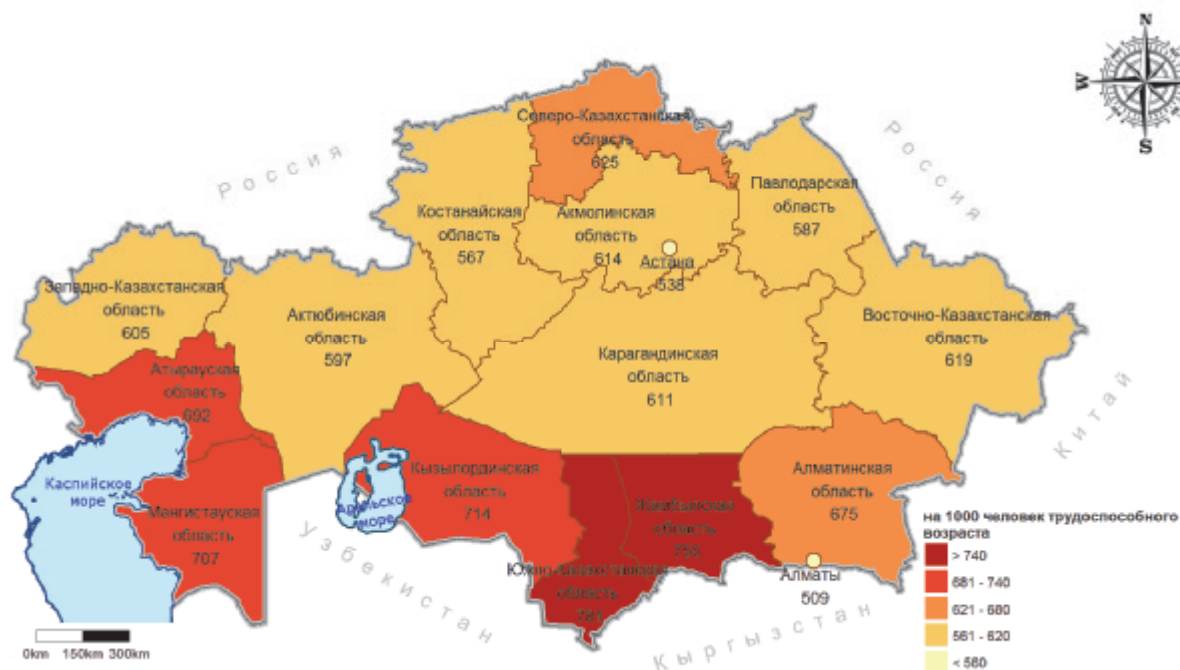 N
W
E
S
Россия
Россия
Северо-Казахстанская
область
625
Павлодарская
область
587
Костанайская
область
567
Акмолинская
область
614
Астана
538
Западно-Казахстанская
область
605
Актюбинская
область
597
Восточно-Казахстанская
область
619
Карагандинская
область
611
Атырауская
область
692
Китай
Каспийское
море
Мангистауская
область
707
Аральское
море
Кызылординская
область
714
Жамбылская
область
Алматинская
область
675
Южно-Казахстанская
область
781
Алматы
509
Узбекистан
Кыргызстан
на 1000 человек трудоспособного
возраста
> 740
681 - 740
621 - 680
561 - 620
0km 150km 300km